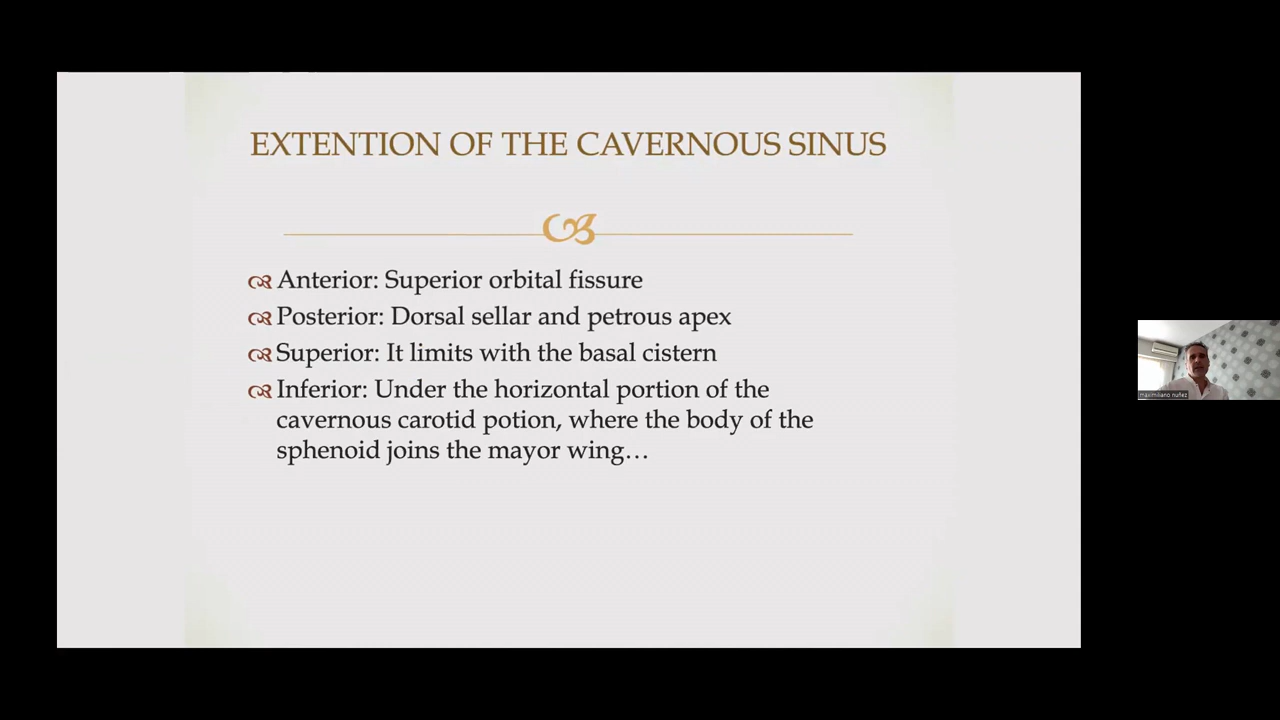 EXTENTION OF THE CAVERNOUS SINUS
Anterior: Superior orbital fissure
Posterior: Dorsal sellar and petrous apex
Superior: It limits with the basal cistern
Inferior: Under the horizontal portion of the
cavernous carotid potion, where the body of the
sphenoid joins the mayor wing…
maximiliano nuñez